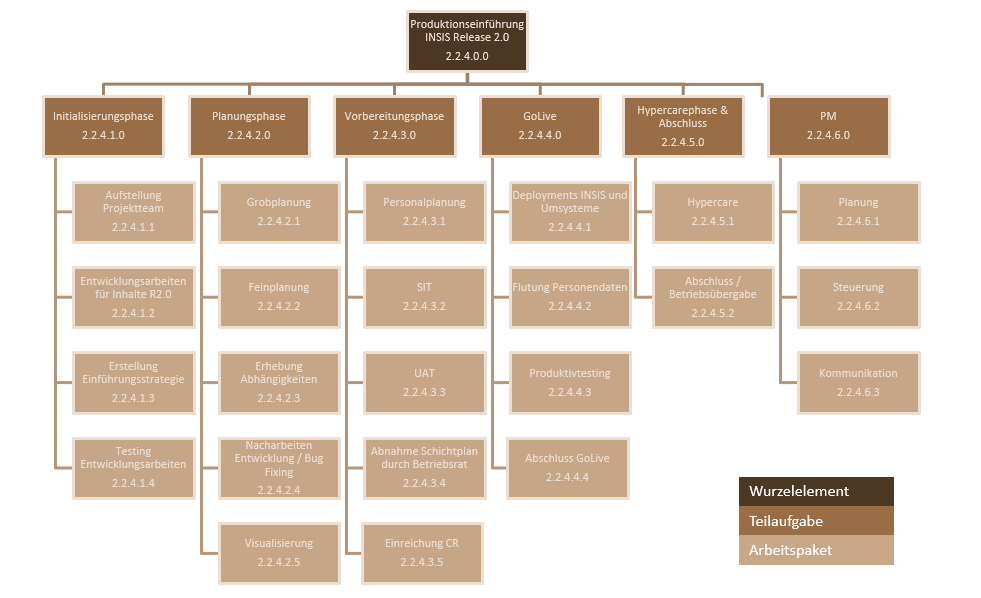 Produktionseinführung
INSIS Release 2.0
2.2.4.0.0
Initialisierungsphase
2.2.4.1.0
Planungsphase
2.2.4.2.0
Vorbereitungsphase
2.2.4.3.0
GoLive
2.2.4.4.0
Hypercarephase &
Abschluss
2.2.4.5.0
PM
2.2.4.6.0
Aufstellung
Projektteam
2.2.4.1.1
Grobplanung
2.2.4.2.1
Personalplanung
2.2.4.3.1
Deployments INSIS und
Umsysteme
2.2.4.4.1
Hypercare
2.2.4.5.1
Planung
2.2.4.6.1
Entwicklungsarbeiten
für Inhalte R2.0
2.2.4.1.2
Feinplanung
2.2.4.2.2
SIT
2.2.4.3.2
Flutung Personendaten
2.2.4.4.2
Abschluss /
Betriebsübergabe
2.2.4.5.2
Steuerung
2.2.4.6.2
Erstellung
Einführungsstrategie
2.2.4.1.3
Erhebung
Abhängigkeiten
2.2.4.2.3
UAT
2.2.4.3.3
Produktivtesting
2.2.4.4.3
Kommunikation
2.2.4.6.3
Testing
Entwicklungsarbeiten
2.2.4.1.4
Nacharbeiten
Entwicklung / Bug
Fixing
2.2.4.2.4
Abnahme Schichtplan
durch Betriebsrat
2.2.4.3.4
Abschluss GoLive
2.2.4.4.4
Visualisierung
2.2.4.2.5
Einreichung CR
2.2.4.3.5
Wurzelelement
Teilaufgabe
Arbeitspaket